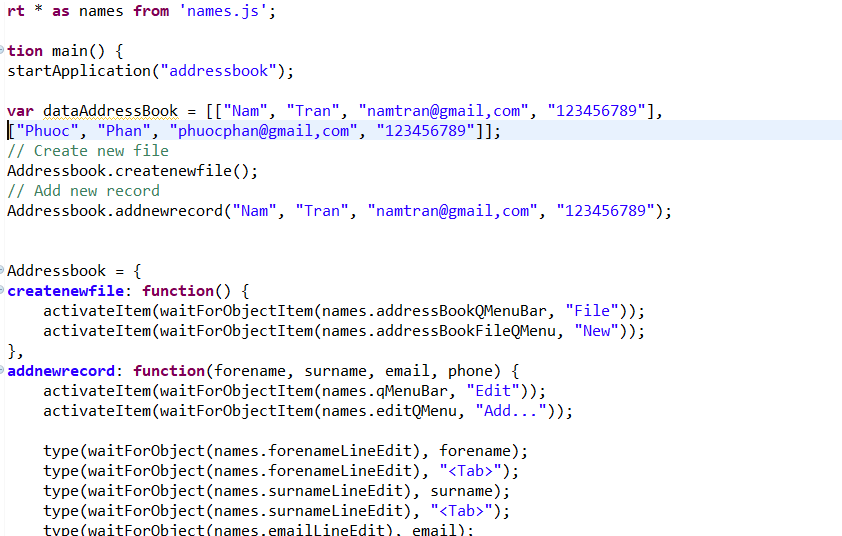 rt * as names from 'names.js';
tion main() {
startApplication("addressbook");
var dataAddressBook = [["Nam", "Tran", "namtran@gmail,com", "123456789"],
["Phuoc", "Phan", "phuocphan@gmail,com", "123456789"]];
// Create new file
Addressbook.createnewfile();
// Add new record
Addressbook.addnewrecord("Nam", "Tran", "namtran@gmail,com", "123456789");
Addressbook = {
createnewfile: function() {
activateItem(waitForObjectItem(names.addressBookQMenuBar, "File"));
activateItem(waitForObjectItem(names.addressBookFileQMenu, "New"));
},
addnewrecord: function(forename, surname, email, phone) {
activateItem(waitForObjectItem(names.qMenuBar, "Edit"));
activateItem(waitForObjectItem(names.editQMenu, "Add..."));
type(waitForObject(names.forenameLineEdit), forename);
type(waitForObject(names.forenameLineEdit), "<Tab>");
type(waitForObject(names.surnameLineEdit), surname);
type(waitForObject(names.surnameLineEdit), "<Tab>");
type(waitForObject(names.emailLineEdit), email);